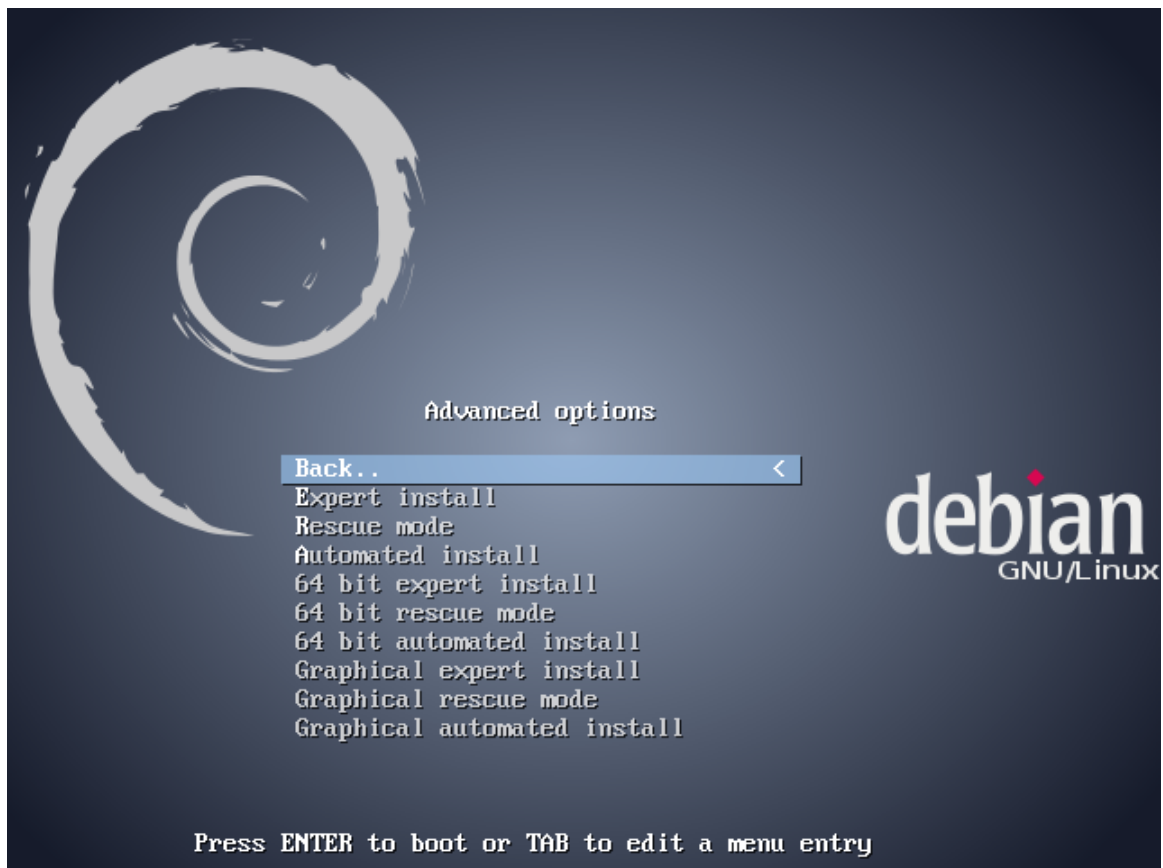 Advanced options
Back.. <
Expert install
Rescue mode
Automated install
64 bit expert install
64 bit rescue mode
64 bit automated install
Graphical expert install
Graphical rescue mode
Graphical automated install
debian
GNU/Linux
Press ENTER to boot or TAB to edit a menu entry